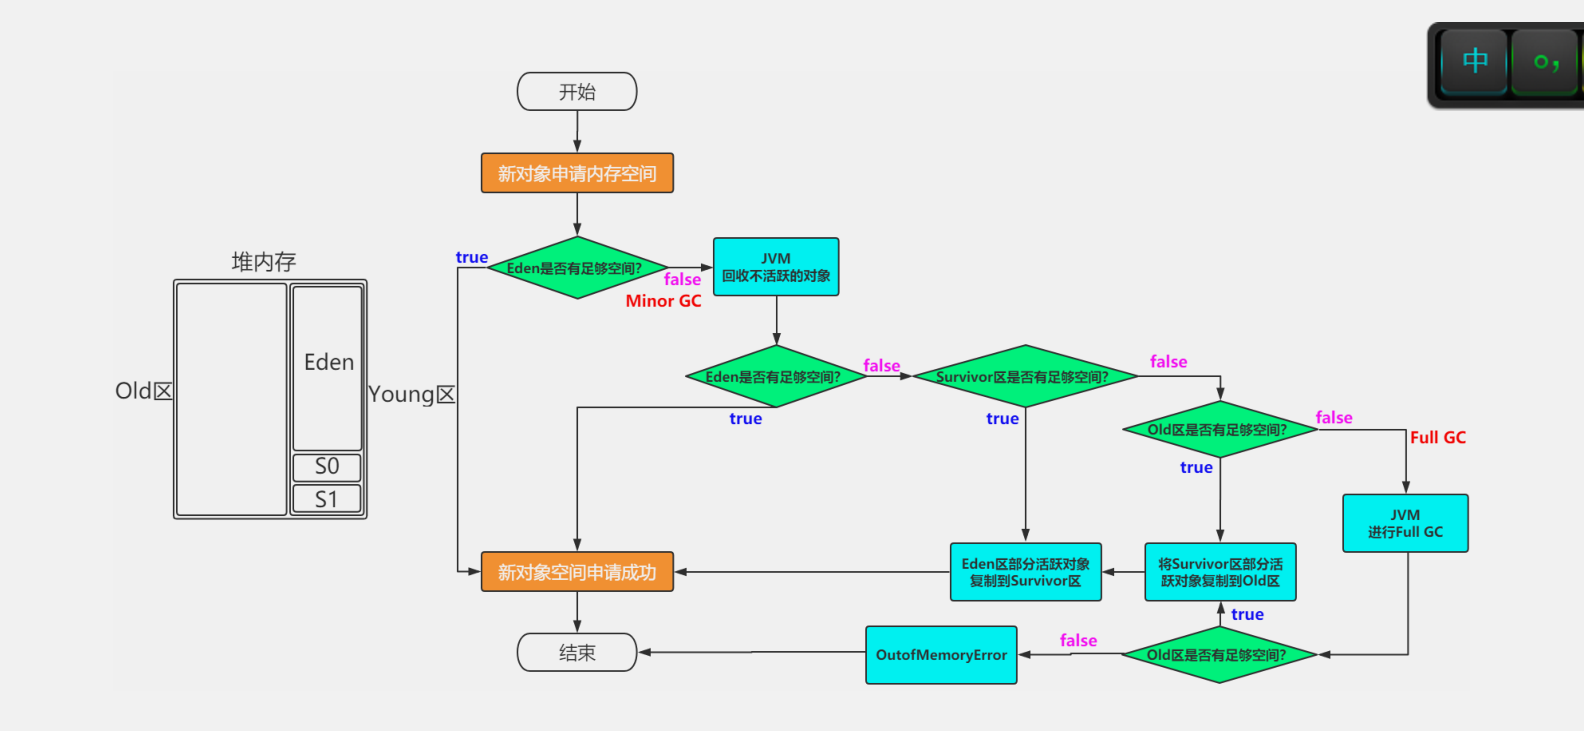 中
。,
开始
新对象申请内存空间
true
Eden是否有足够空间?
false
Minor GC
JVM
回收不活跃的对象
堆内存
Old区
Eden
S0
S1
Young区
Eden是否有足够空间?
false
true
Survivor区是否有足够空间?
false
true
Old区是否有足够空间?
false
Full GC
true
JVM
进行Full GC
新对象空间申请成功
Eden区部分活跃对象
复制到Survivor区
将Survivor区部分活
跃对象复制到Old区
true
结束
OutofMemoryError
false
Old区是否有足够空间?